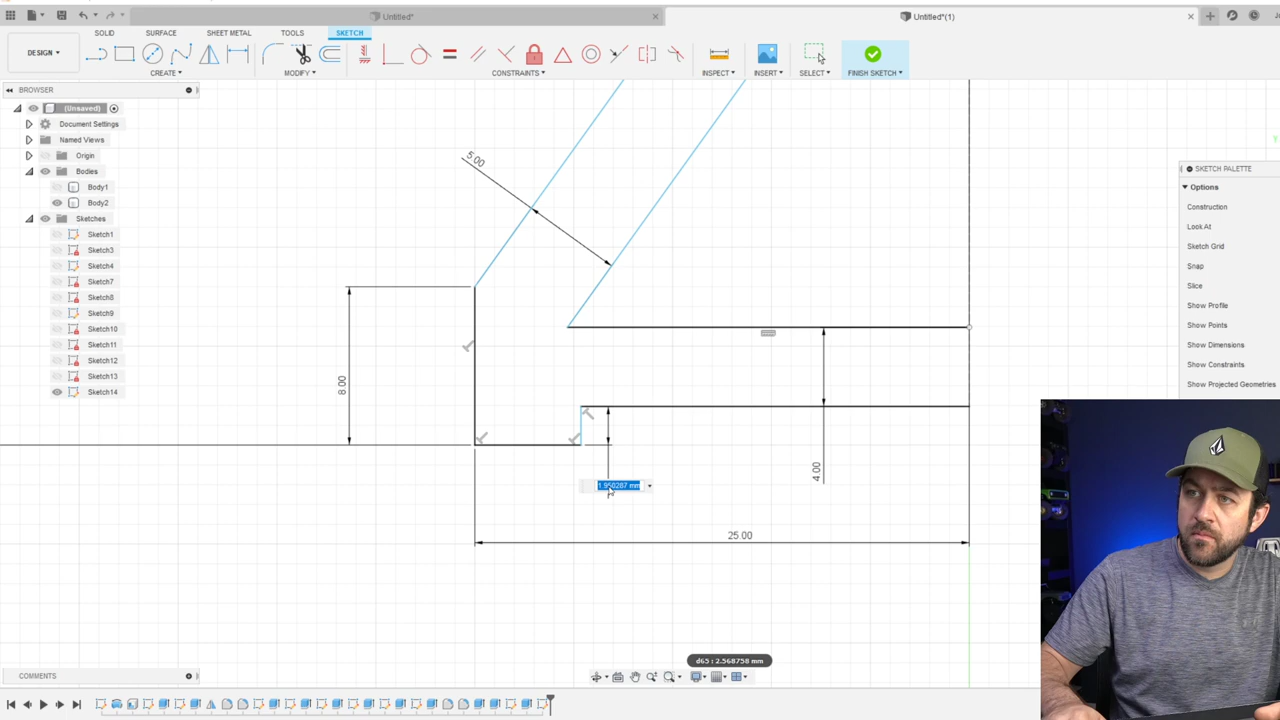 Untitled*
Untitled*(1)
SOLID
SURFACE
SHEET METAL
TOOLS
SKETCH
DESIGN
CREATE
MODIFY
CONSTRAINTS
INSPECT
INSERT
SELECT
FINISH SKETCH
BROWSER
(Unsaved)
Document Settings
Named Views
Origin
Bodies
Body1
Body2
Sketches
Sketch1
Sketch3
Sketch4
Sketch7
Sketch8
Sketch9
Sketch10
Sketch11
Sketch12
Sketch13
Sketch14
5.00
8.00
1.950287 mm
4.00
25.00
SKETCH PALETTE
Options
Construction
Look At
Sketch Grid
Snap
Slice
Show Profile
Show Points
Show Dimensions
Show Constraints
Show Projected Geometries
d65 : 2.568758 mm
COMMENTS